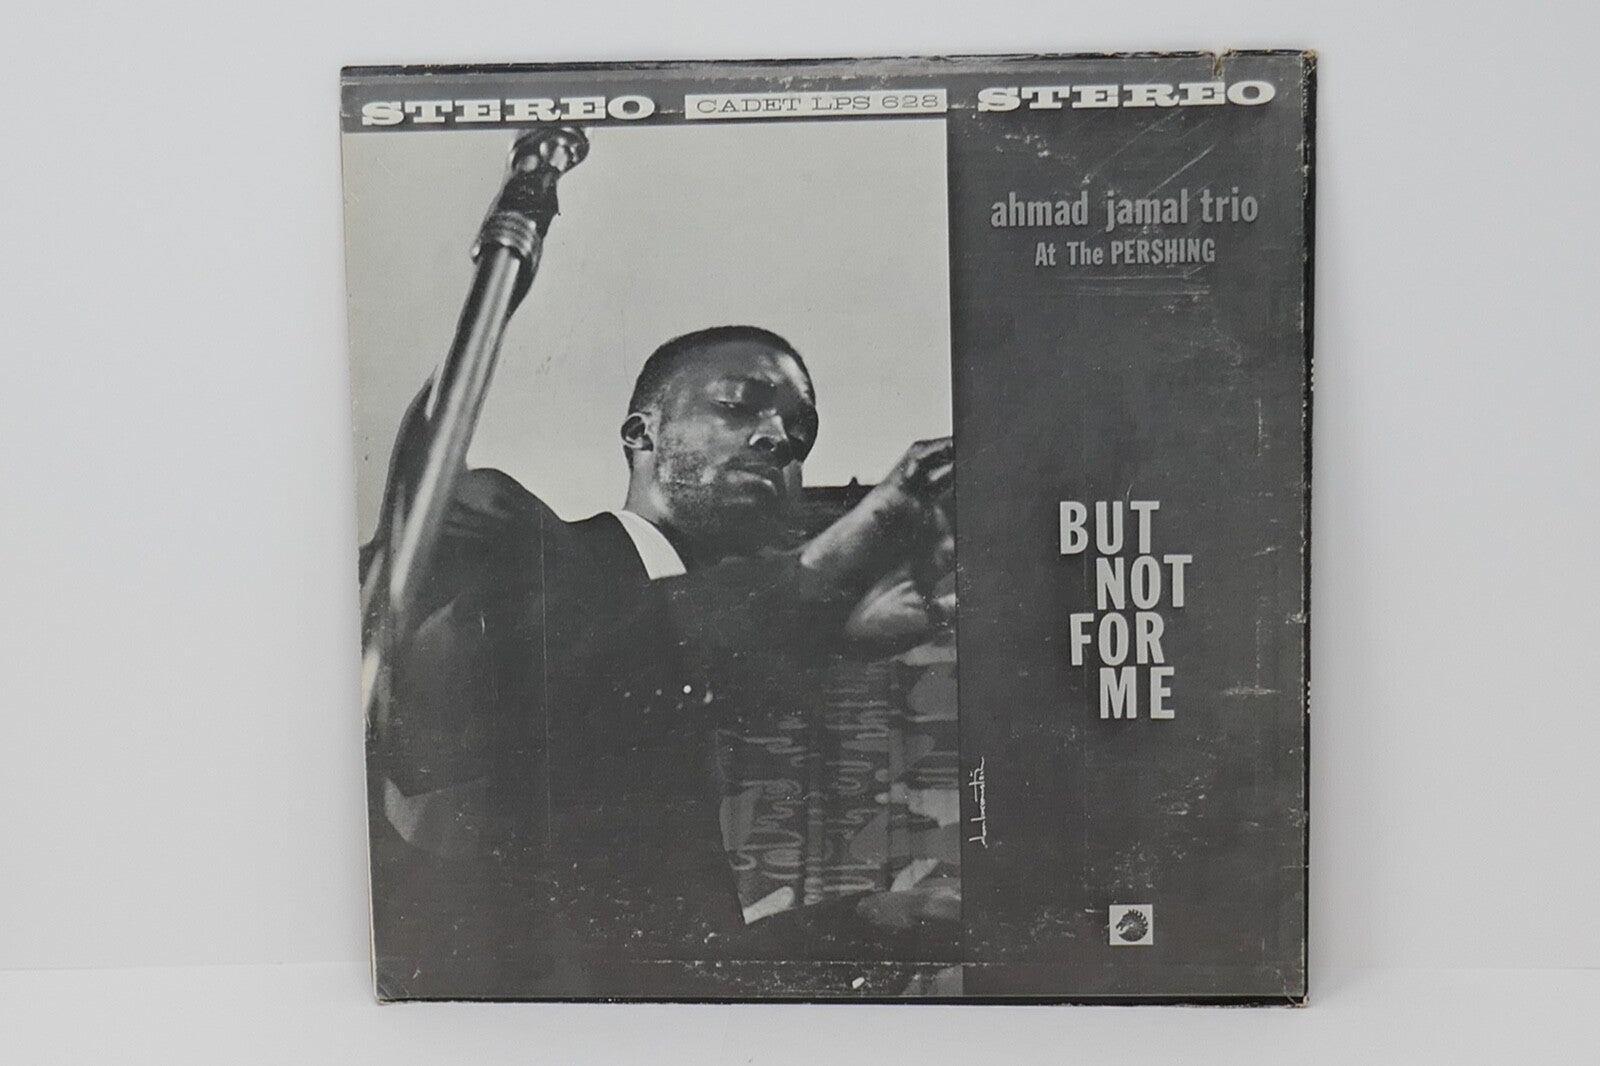 STEREO CADET LPS 628 STEREO
ahmad jamal trio
At The PERSHING
BUT
NOT
FOR
ME